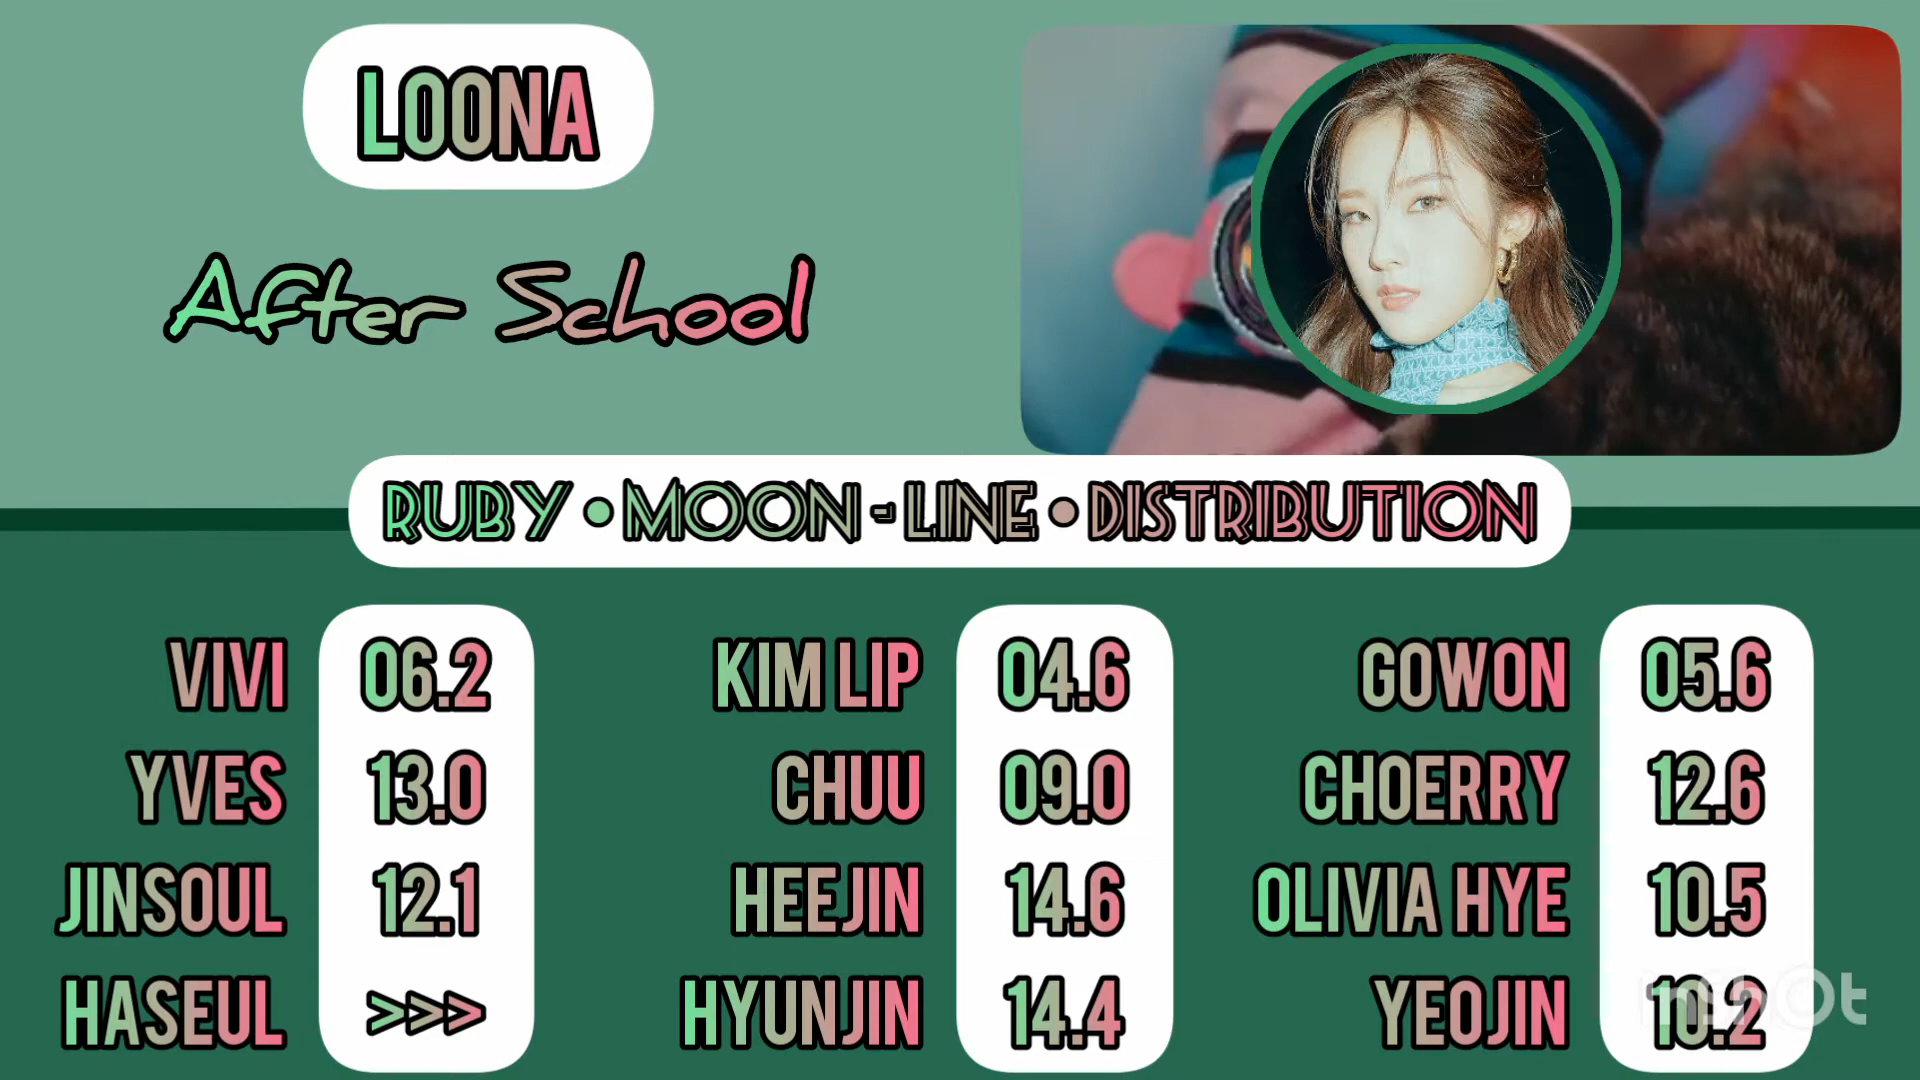 LOONA
After School
RUBY • MOON - LINE • DISTRIBUTION
VIVI 06.2 KIM LIP 04.6 GOWON 05.6
YVES 13.0 CHUU 09.0 CHOERRY 12.6
JINSOUL 12.1 HEEJIN 14.6 OLIVIA HYE 10.5
HASEUL >>> HYUNJIN 14.4 YEOJIN 10.2
InShOt